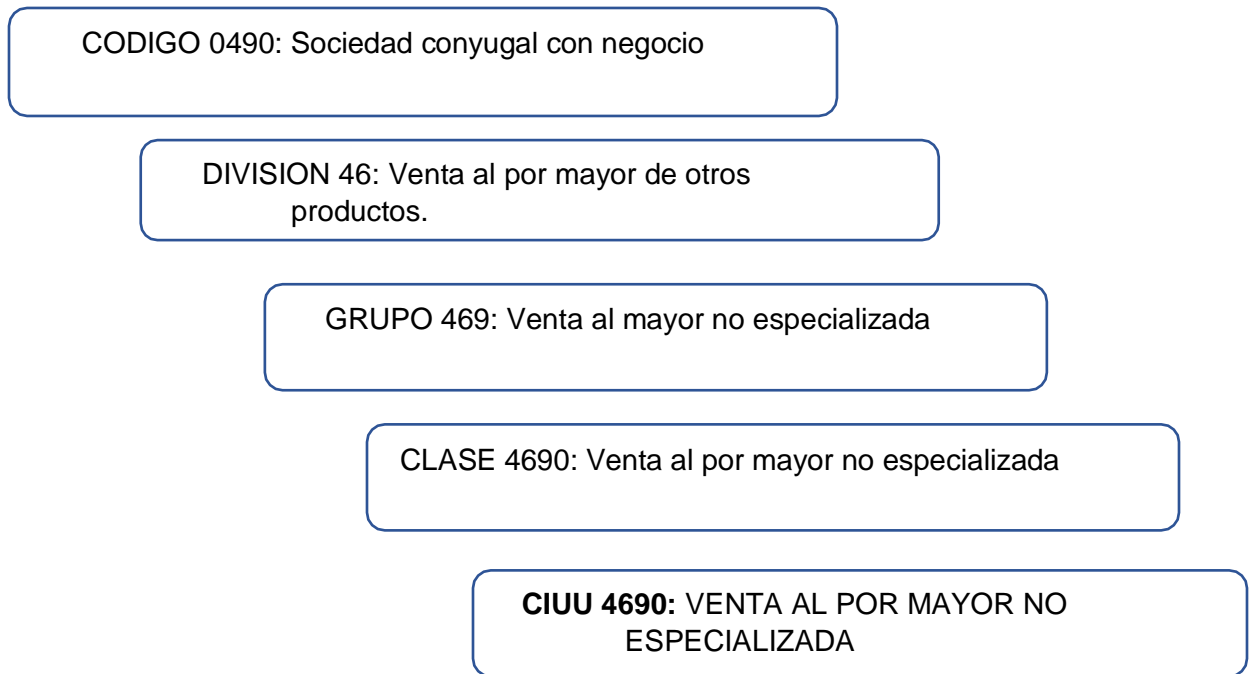 CODIGO 0490: Sociedad conyugal con negocio
DIVISION 46: Venta al por mayor de otros
productos.
GRUPO 469: Venta al mayor no especializada
CLASE 4690: Venta al por mayor no especializada
CIUU 4690: VENTA AL POR MAYOR NO
ESPECIALIZADA